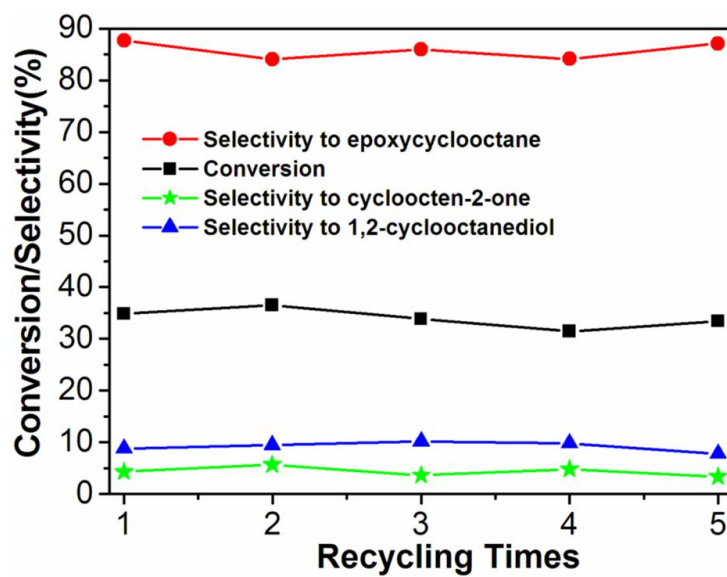 Conversion/Selectivity(%)
90
80
70
60
50
40
30
20
10
0
Selectivity to epoxycyclooctane
Conversion
Selectivity to cycloocten-2-one
Selectivity to 1,2-cyclooctanediol
1 2 3 4 5
Recycling Times